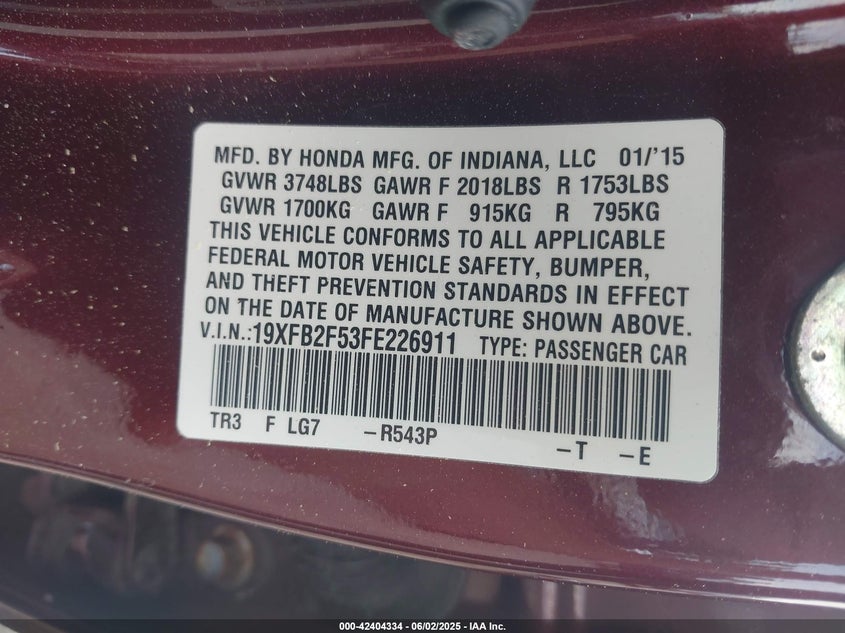 MFD. BY HONDA MFG. OF INDIANA, LLC 01/'15
GVWR 3748LBS GAWR F 2018LBS R 1753LBS
GVWR 1700KG GAWR F 915KG R 795KG
THIS VEHICLE CONFORMS TO ALL APPLICABLE
FEDERAL MOTOR VEHICLE SAFETY, BUMPER,
AND THEFT PREVENTION STANDARDS IN EFFECT
ON THE DATE OF MANUFACTURE SHOWN ABOVE.
V.I.N.:19XFB2F53FE226911 TYPE: PASSENGER CAR
TR3 F LG7 –R543P –T –E
000-42404334 | 06/02/2025 | IAA Inc.